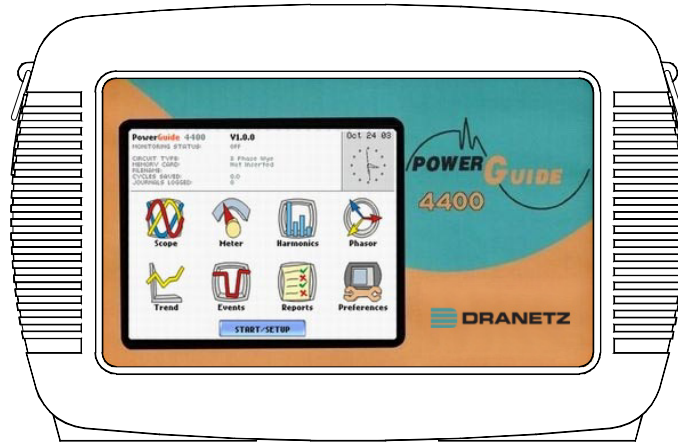 PowerGuide 4400 V1.0.0
Oct 24 03
MONITORING STATUS: OFF
CIRCUIT TYPE: 3 Phase Wye
MEMORY CARD: Not Inserted
FILENAME:
CYCLES SAVED: 0.0
JOURNALS LOGGED: 0
Scope Meter Harmonics Phasor
Trend Events Reports Preferences
START/SETUP
POWER GUIDE
4400
DRANETZ